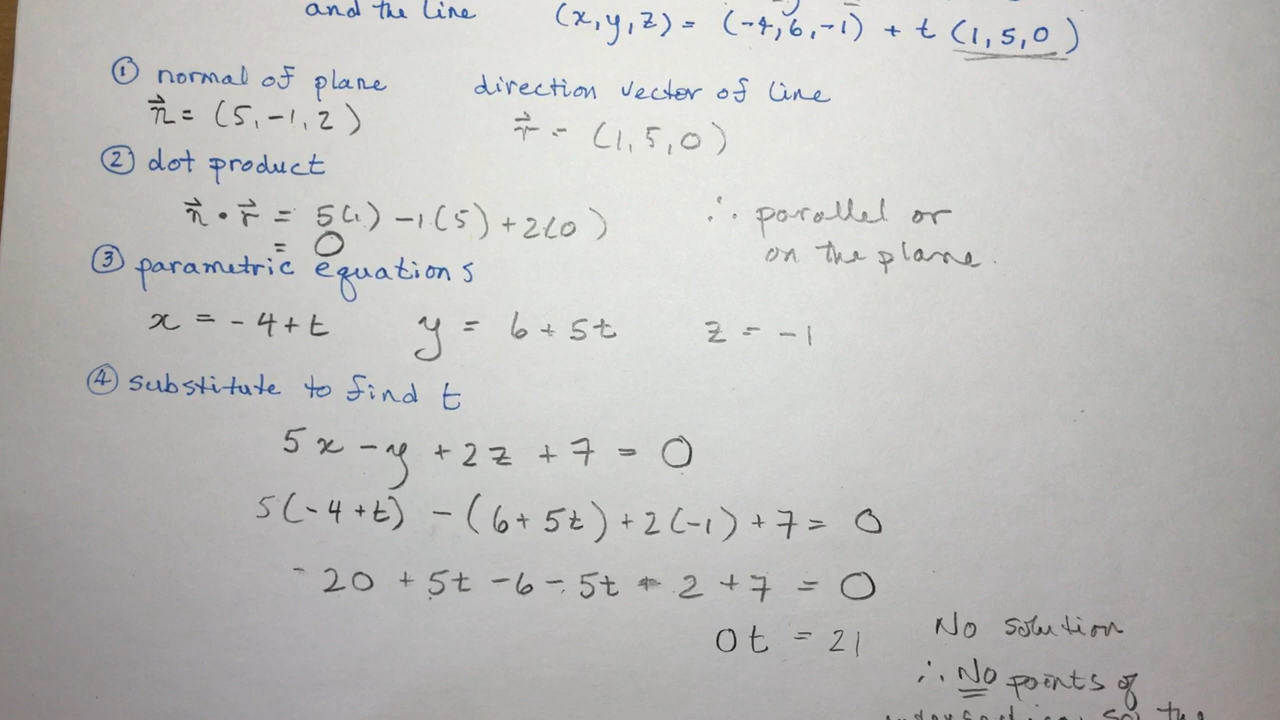 and the line (x,y,z) = (-4,6,-1) + t (1,5,0)
① normal of plane direction vector of line
n⃗ = (5,-1,2) r⃗ = (1,5,0)
② dot product
n⃗ • r⃗ = 5(1) -1(5) +2(0) ∴ parallel or
= 0 on the plane.
③ parametric equations
x = -4+t y = 6 + 5t z = -1
④ substitute to find t
5x - y + 2z + 7 = 0
5(-4+t) - (6+5t) + 2(-1) + 7 = 0
-20 + 5t - 6 - 5t - 2 + 7 = 0
0t = 21 No solution
∴ No points of
so the